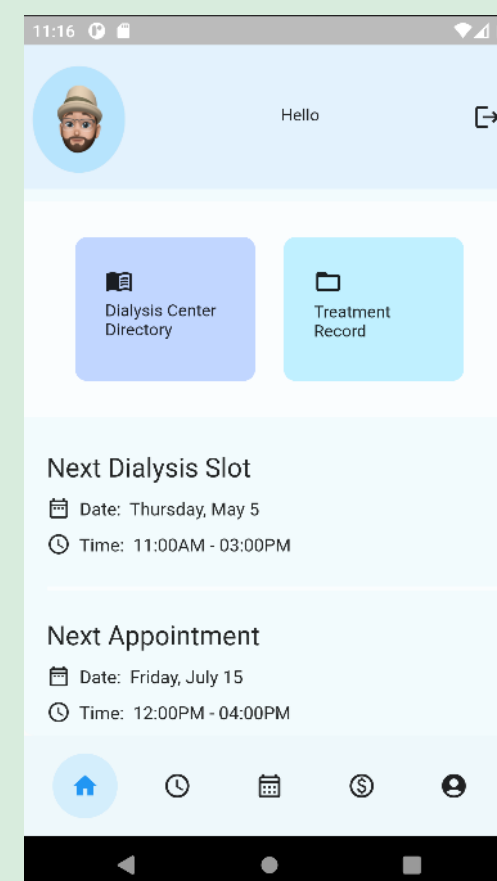 11:16
Hello
Dialysis Center
Directory
Treatment
Record
Next Dialysis Slot
Date: Thursday, May 5
Time: 11:00AM - 03:00PM
Next Appointment
Date: Friday, July 15
Time: 12:00PM - 04:00PM